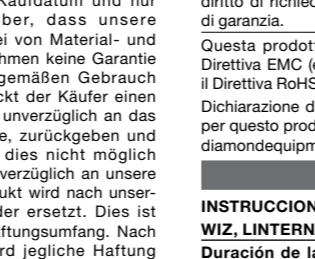 Kaufdatum und nur
ber, dass unsere
ei von Material- und
hmen keine Garantie
gemäßen Gebrauch
ckt der Käufer einen
unverzüglich an das
e, zurückgeben und
dies nicht möglich
verzüglich an unsere
ukt wird nach unser-
der ersetzt. Dies ist
aftungsumfang. Nach
rd jegliche Haftung
diritto di richied
di garanzia.
Questa prodott
Direttiva EMC (e
il Direttiva RoHS
Dichiarazione d
per questo prod
diamondequipm
INSTRUCCION
WIZ, LINTERN
Duración de la